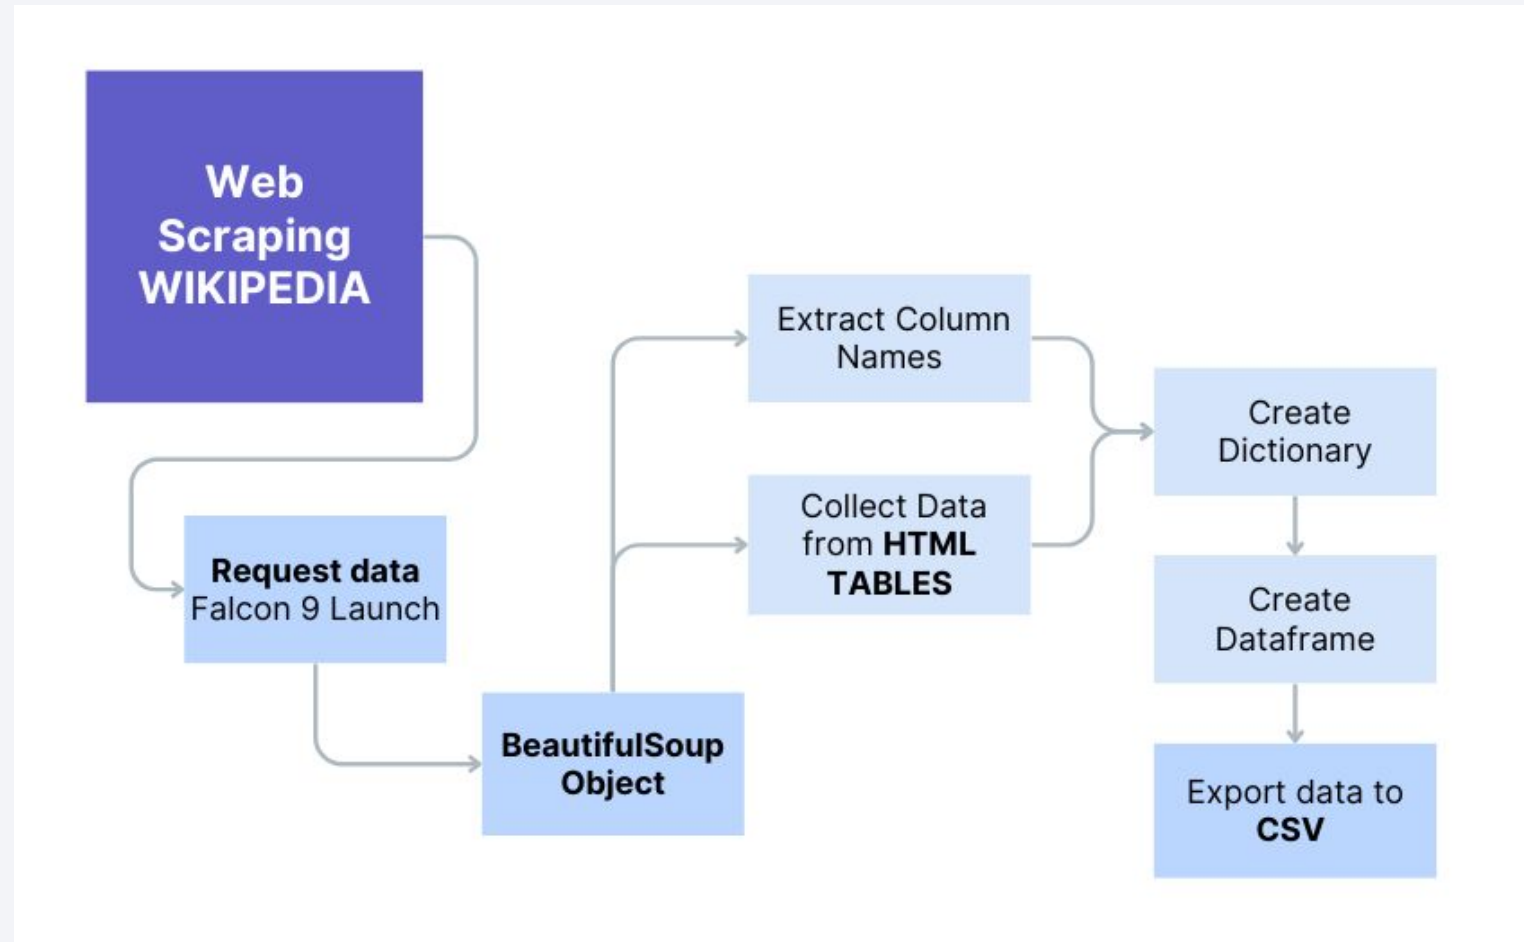 Web
Scraping
WIKIPEDIA
Request data
Falcon 9 Launch
BeautifulSoup
Object
Extract Column
Names
Collect Data
from HTML
TABLES
Create
Dictionary
Create
Dataframe
Export data to
CSV